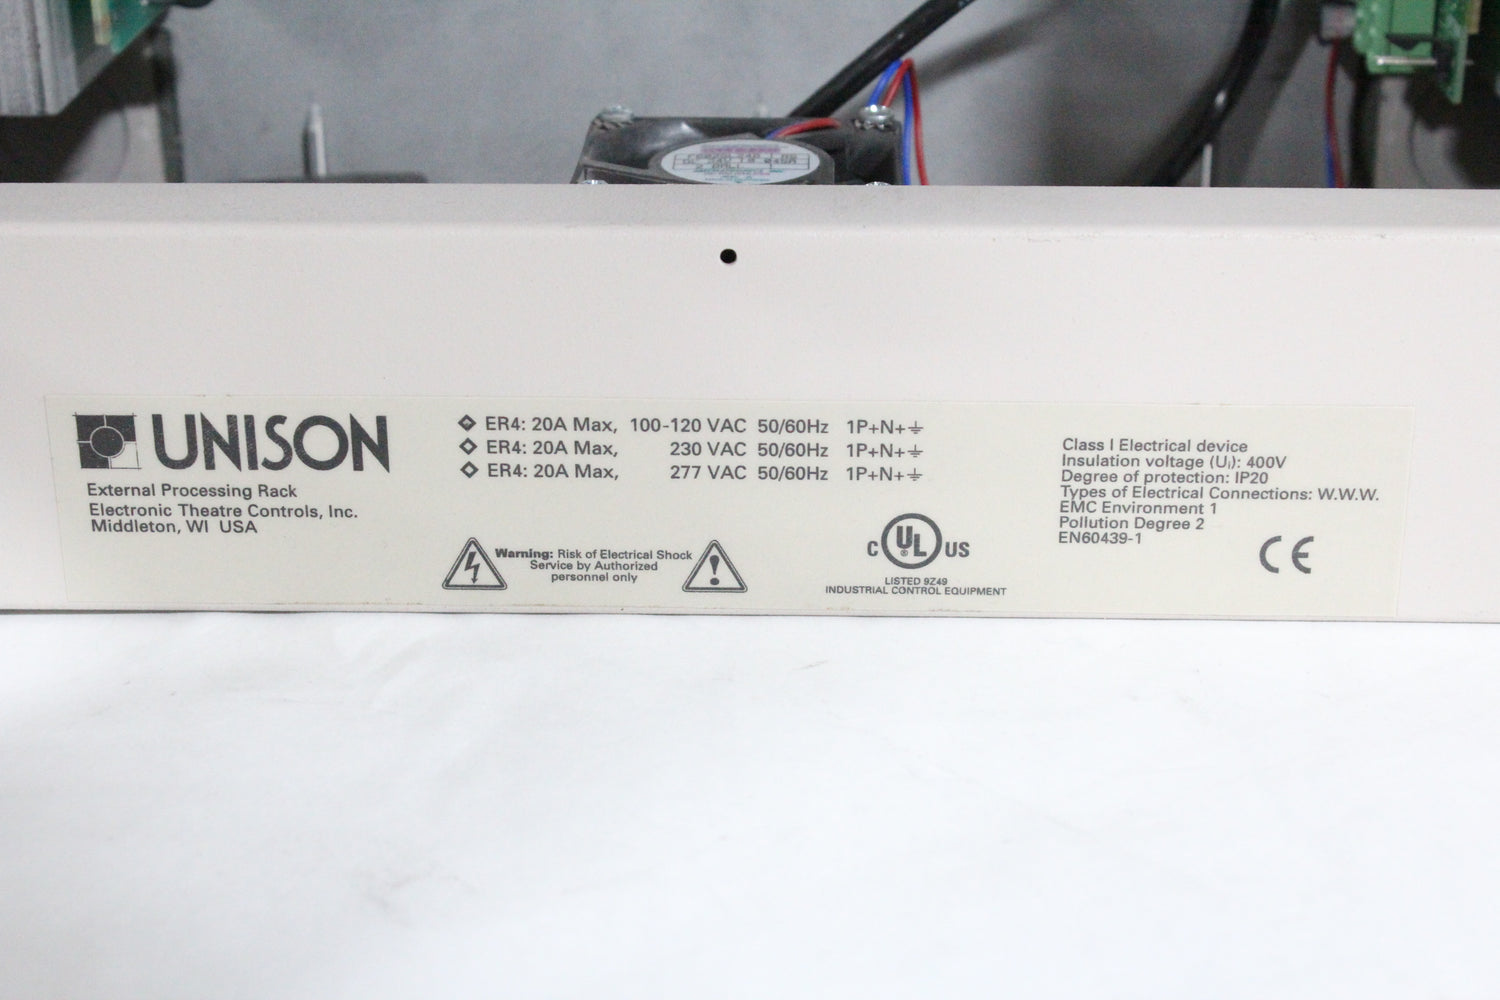 UNISON
External Processing Rack
Electronic Theatre Controls, Inc.
Middleton, WI USA
ER4: 20A Max, 100-120 VAC 50/60Hz 1P+N+⏚
ER4: 20A Max, 230 VAC 50/60Hz 1P+N+⏚
ER4: 20A Max, 277 VAC 50/60Hz 1P+N+⏚
Warning: Risk of Electrical Shock
Service by Authorized
personnel only
C UL US
®
LISTED 9Z49
INDUSTRIAL CONTROL EQUIPMENT
Class I Electrical device
Insulation voltage (Ui): 400V
Degree of protection: IP20
Types of Electrical Connections: W.W.W.
EMC Environment 1
Pollution Degree 2
EN60439-1
CE